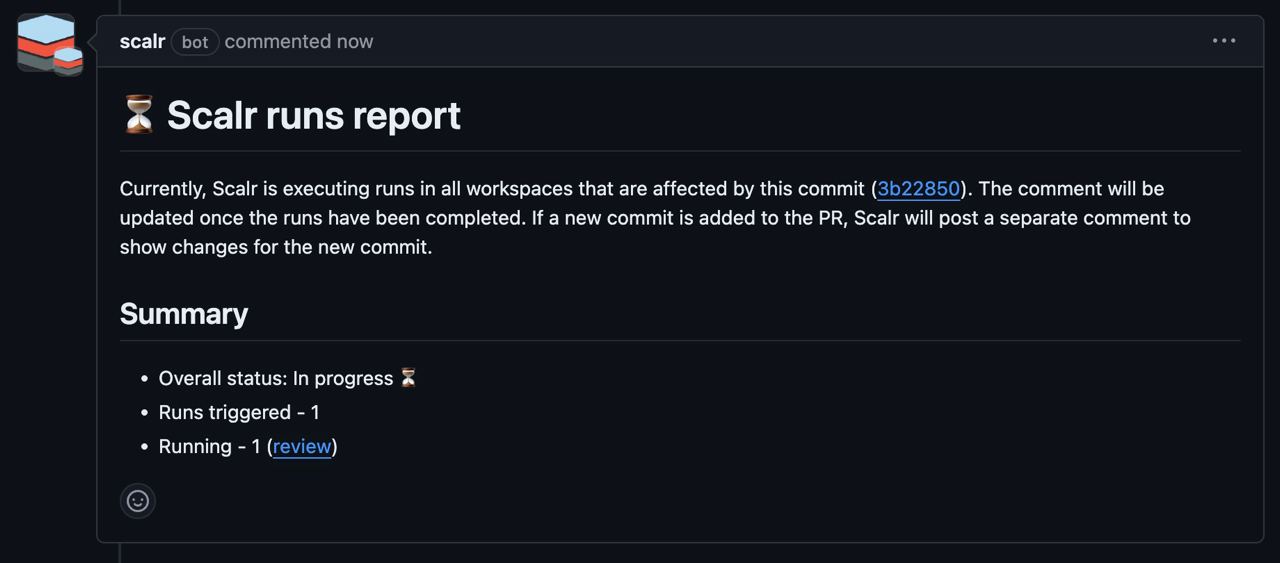 scalr bot commented now
⏳ Scalr runs report
Currently, Scalr is executing runs in all workspaces that are affected by this commit (3b22850). The comment will be
updated once the runs have been completed. If a new commit is added to the PR, Scalr will post a separate comment to
show changes for the new commit.
Summary
• Overall status: In progress ⏳
• Runs triggered - 1
• Running - 1 (review)